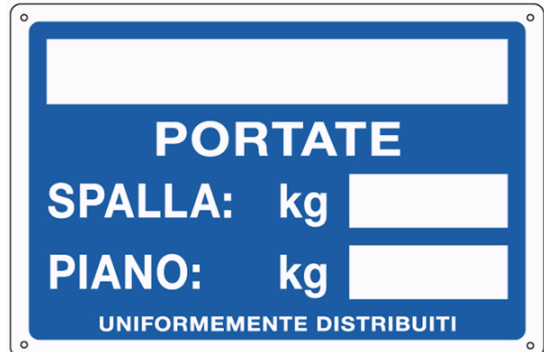 PORTATE
SPALLA: kg
PIANO: kg
UNIFORMEMENTE DISTRIBUITI